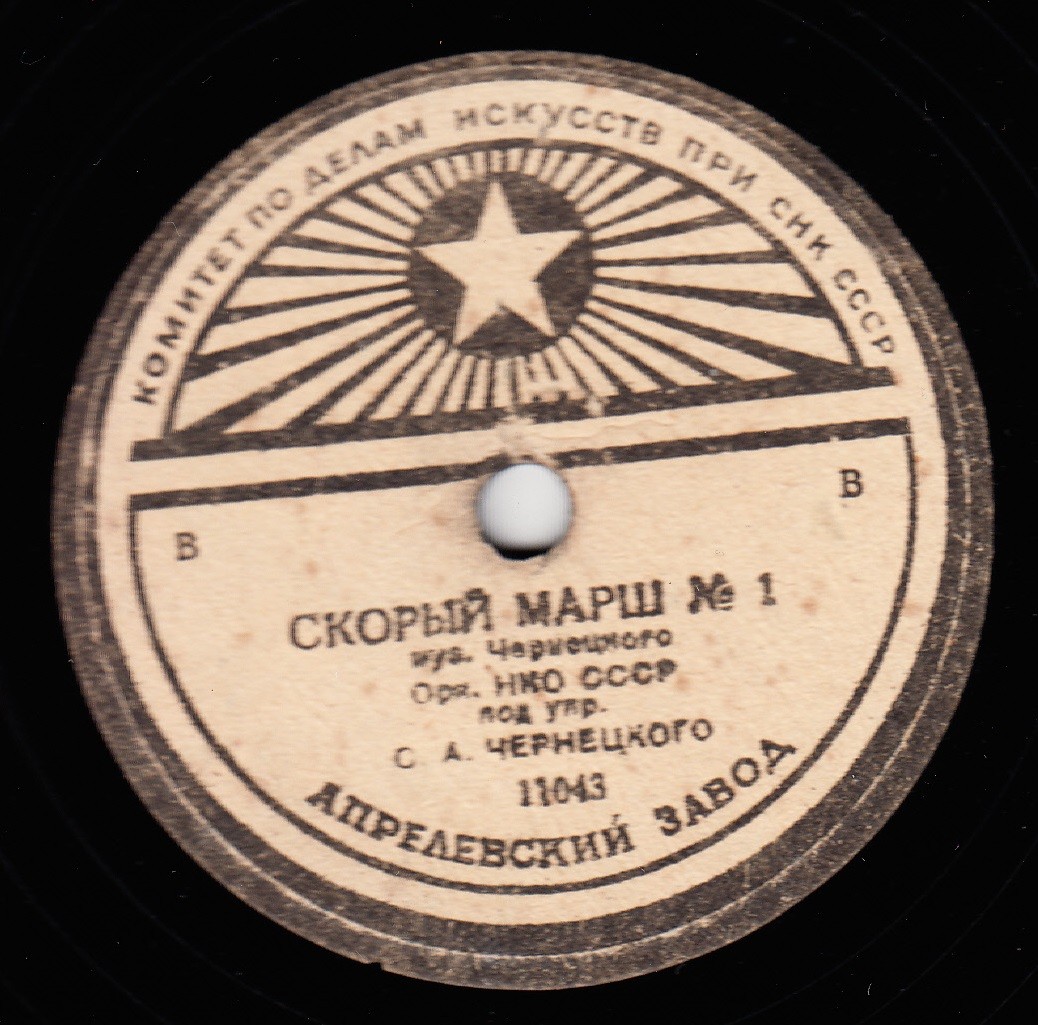 КОМИТЕТ ПО ДЕЛАМ ИСКУССТВ ПРИ СНК СССР
В В
СКОРЫЙ МАРШ № 1
муз. Чернецкого
Орк. НКО СССР
под упр.
С. А. ЧЕРНЕЦКОГО
11043
АПРЕЛЕВСКИЙ ЗАВОД